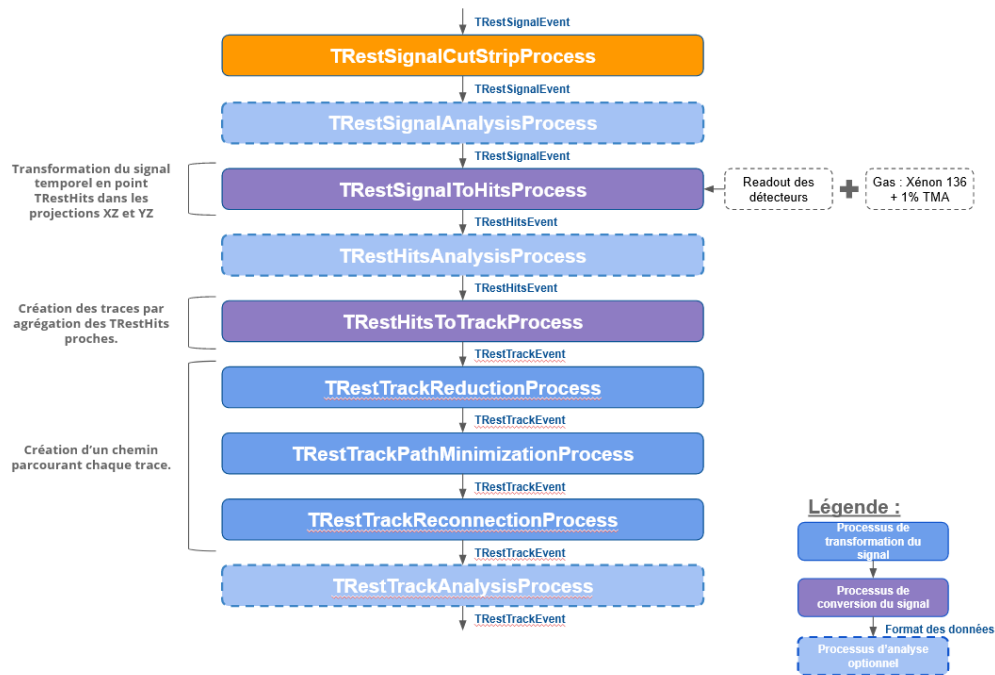 TRestSignalEvent
TRestSignalCutStripProcess
TRestSignalEvent
TRestSignalAnalysisProcess
TRestSignalEvent
Transformation du signal
temporel en point
TRestHits dans les
projections XZ et YZ
TRestSignalToHitsProcess
Readout des
détecteurs
+
Gas : Xénon 136
+ 1% TMA
TRestHitsEvent
TRestHitsAnalysisProcess
TRestHitsEvent
Création des traces par
agrégation des TRestHits
proches.
TRestHitsToTrackProcess
TRestTrackEvent
TRestTrackReductionProcess
TRestTrackEvent
Création d’un chemin
parcourant chaque trace.
TRestTrackPathMinimizationProcess
TRestTrackEvent
TRestTrackReconnectionProcess
TRestTrackEvent
TRestTrackAnalysisProcess
TRestTrackEvent
Légende :
Processus de
transformation du
signal
Processus de
conversion du signal
Format des données
Processus d’analyse
optionnel